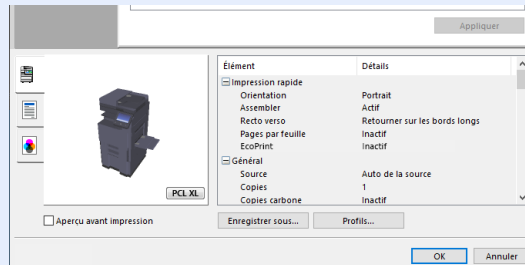 Appliquer
Élément Détails
Impression rapide
Orientation Portrait
Assembler Actif
Recto verso Retourner sur les bords longs
Pages par feuille Inactif
EcoPrint Inactif
Général
Source Auto de la source
Copies 1
Copies carbone Inactif
PCL XL
Aperçu avant impression Enregistrer sous... Profils...
OK Annuler